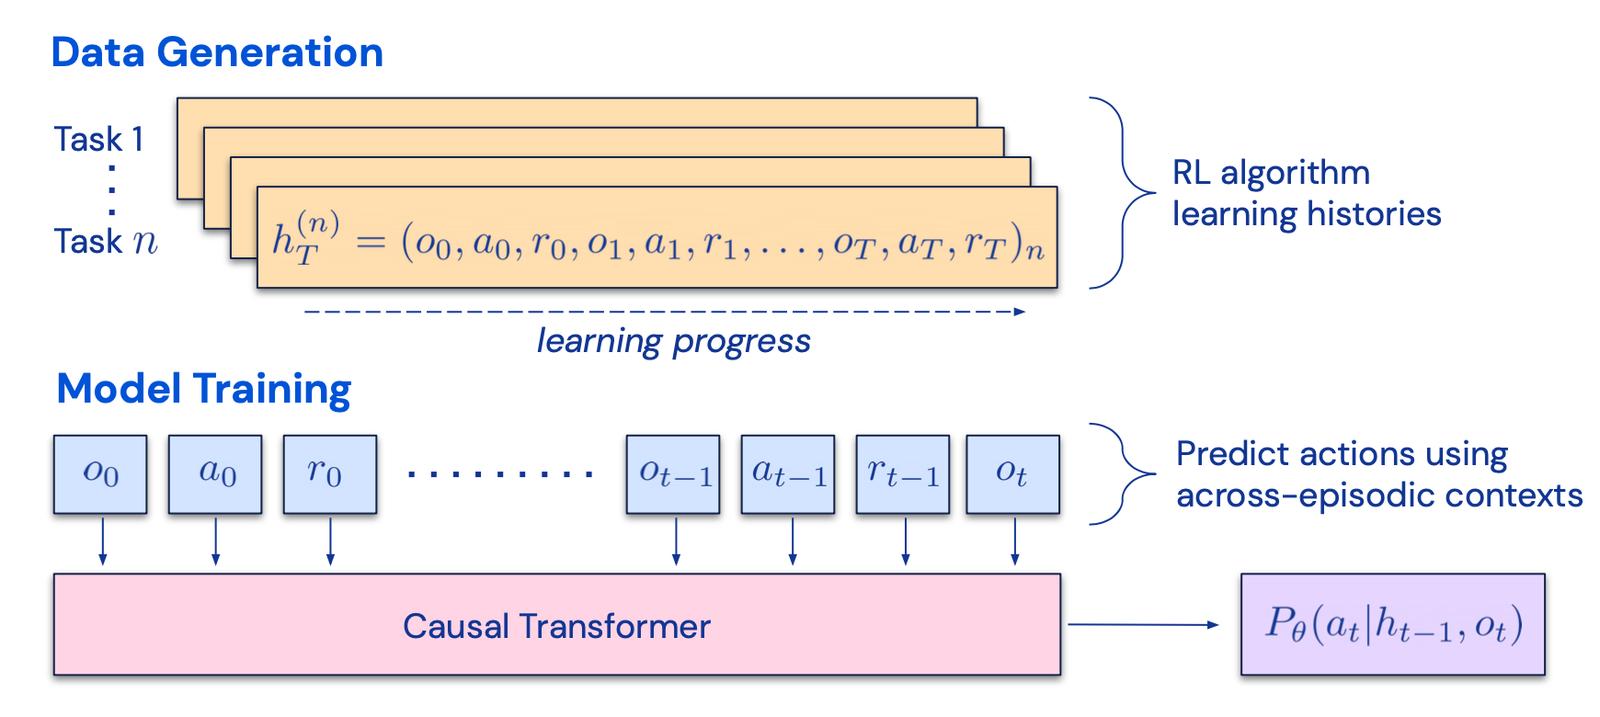 Data Generation
Task 1
⋮
Task n
h_T^{(n)} = (o_0, a_0, r_0, o_1, a_1, r_1, . . . , o_T, a_T, r_T)_n
RL algorithm
learning histories
learning progress
Model Training
o_0 a_0 r_0 ......... o_{t-1} a_{t-1} r_{t-1} o_t
Predict actions using
across-episodic contexts
Causal Transformer
P_θ(a_t|h_{t-1}, o_t)